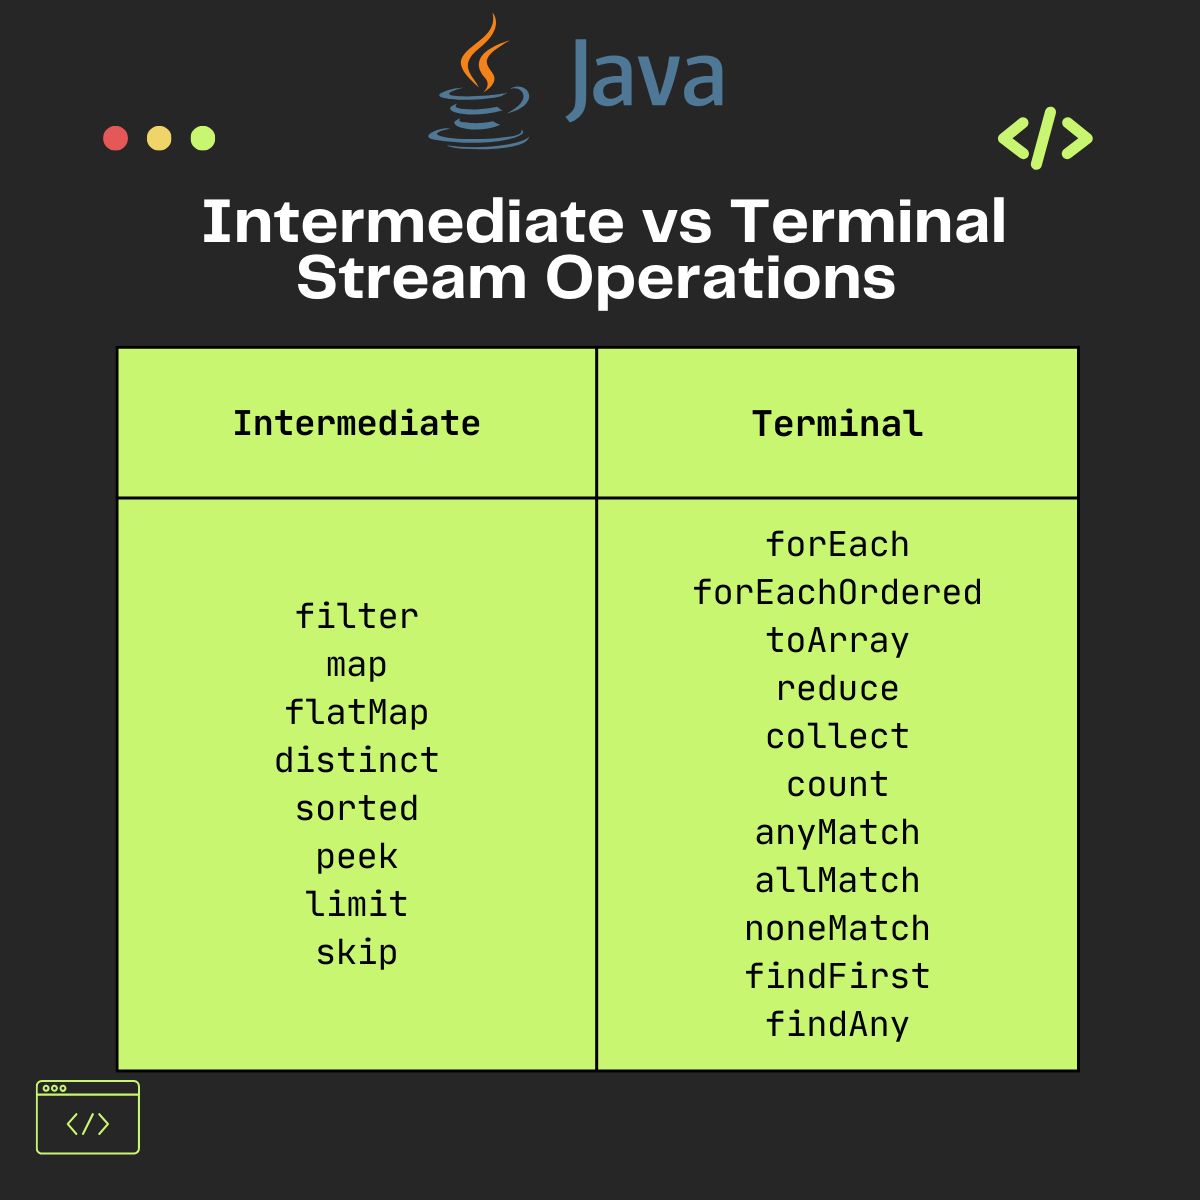 Java
</>
Intermediate vs Terminal
Stream Operations
Intermediate
Terminal
filter
map
flatMap
distinct
sorted
peek
limit
skip
forEach
forEachOrdered
toArray
reduce
collect
count
anyMatch
allMatch
noneMatch
findFirst
findAny
</>